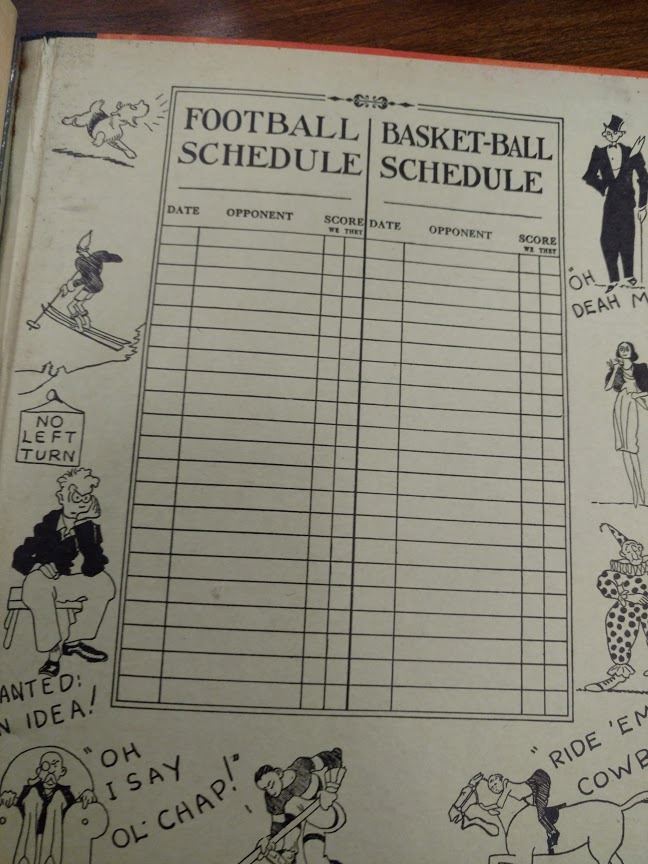 FOOTBALL
SCHEDULE
DATE OPPONENT SCORE
WE THEY
BASKET-BALL
SCHEDULE
DATE OPPONENT SCORE
WE THEY
"OH
DEAH M
NO
LEFT
TURN
ANTED:
N IDEA!
"OH
I SAY
OL' CHAP!"
"RIDE 'EM
COWB